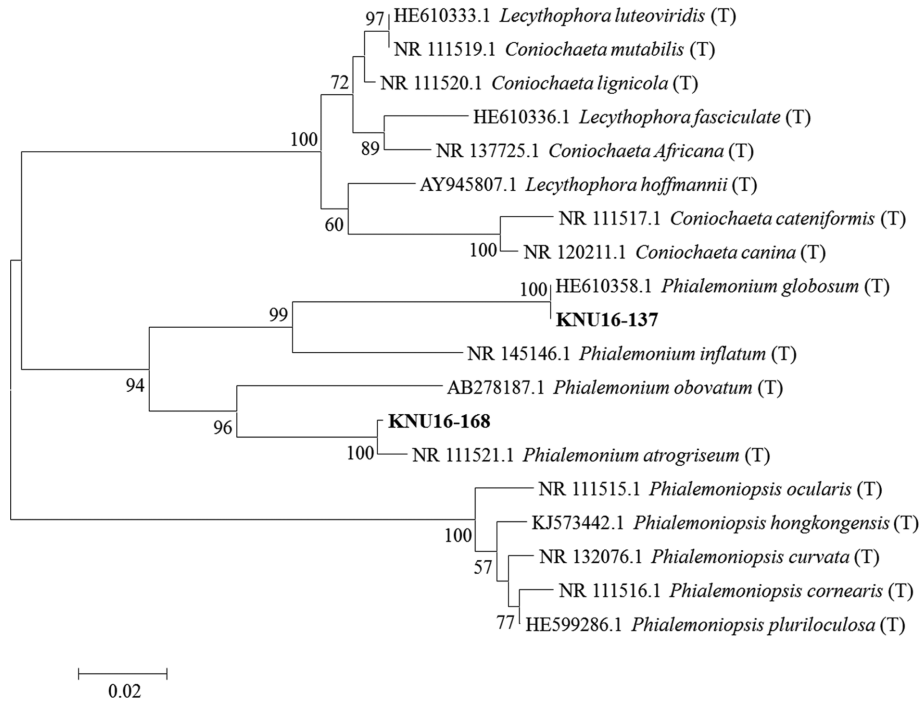 97 HE610333.1 Lecythophora luteoviridis (T)
NR 111519.1 Coniochaeta mutabilis (T)
72 NR 111520.1 Coniochaeta lignicola (T)
HE610336.1 Lecythophora fasciculate (T)
100
89 NR 137725.1 Coniochaeta Africana (T)
AY945807.1 Lecythophora hoffmannii (T)
60 NR 111517.1 Coniochaeta cateniformis (T)
100 NR 120211.1 Coniochaeta canina (T)
100 HE610358.1 Phialemonium globosum (T)
99 KNU16-137
NR 145146.1 Phialemonium inflatum (T)
94 AB278187.1 Phialemonium obovatum (T)
96 KNU16-168
100 NR 111521.1 Phialemonium atrogriseum (T)
NR 111515.1 Phialemoniopsis ocularis (T)
100 KJ573442.1 Phialemoniopsis hongkongensis (T)
57 NR 132076.1 Phialemoniopsis curvata (T)
NR 111516.1 Phialemoniopsis cornearis (T)
77 HE599286.1 Phialemoniopsis pluriloculosa (T)
0.02